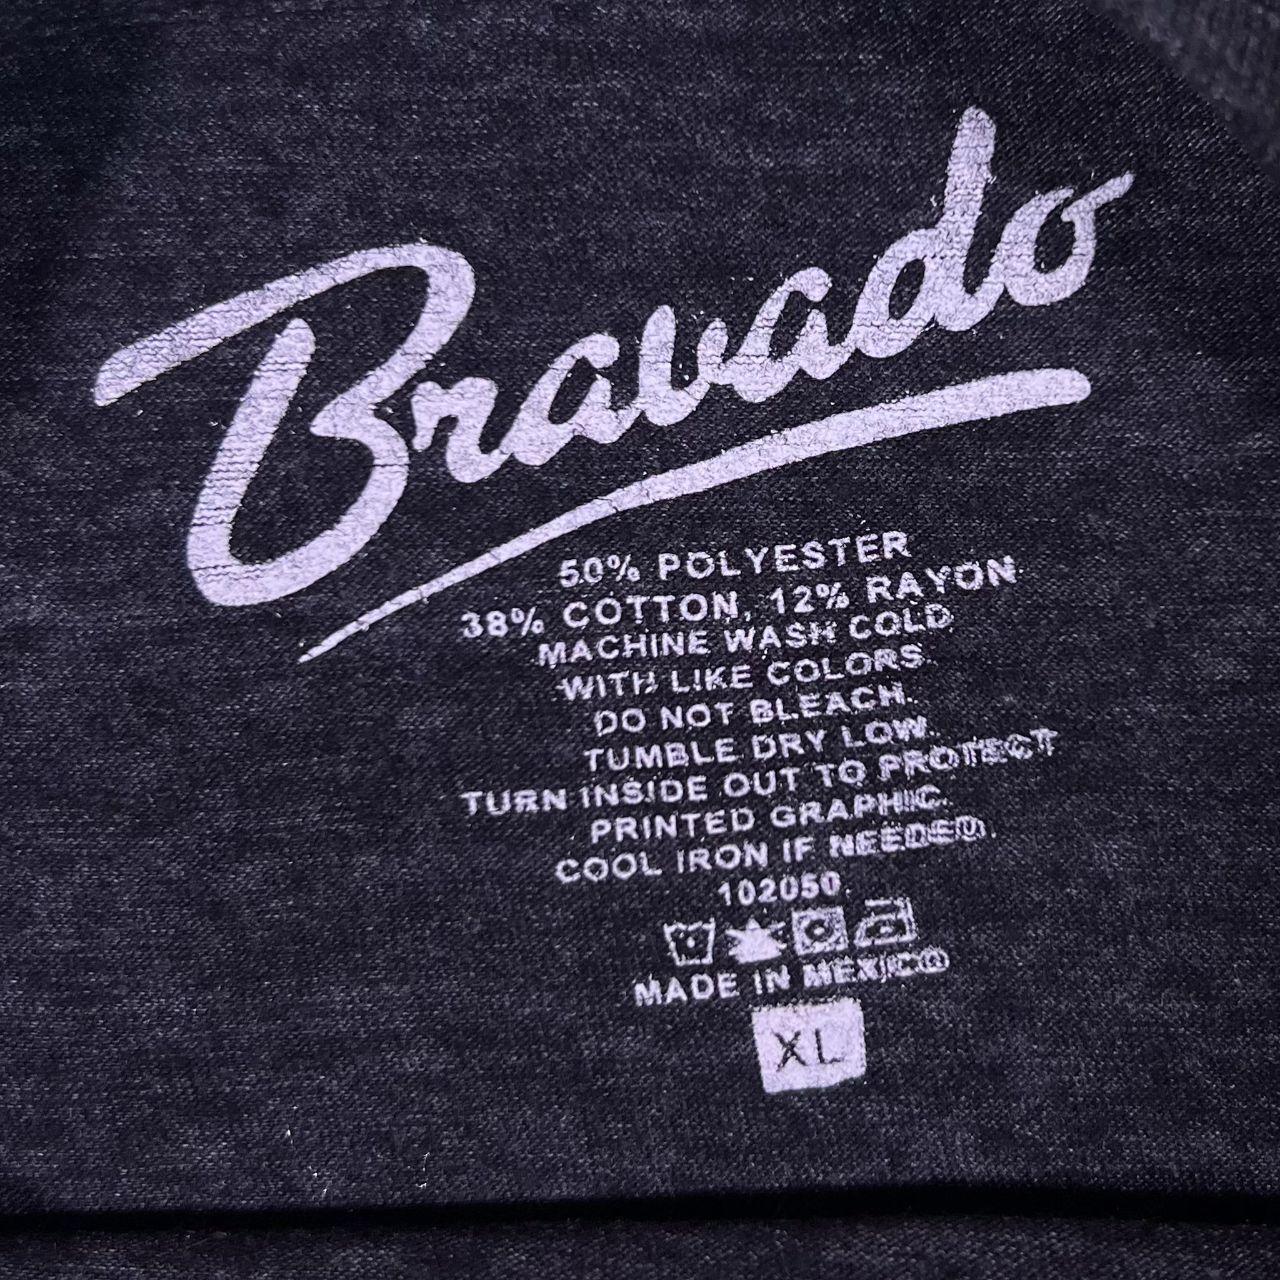 Bravado
50% POLYESTER
38% COTTON, 12% RAYON
MACHINE WASH COLD
WITH LIKE COLORS.
DO NOT BLEACH.
TUMBLE DRY LOW.
TURN INSIDE OUT TO PROTECT
PRINTED GRAPHIC.
COOL IRON IF NEEDED.
102050
MADE IN MEXICO
XL